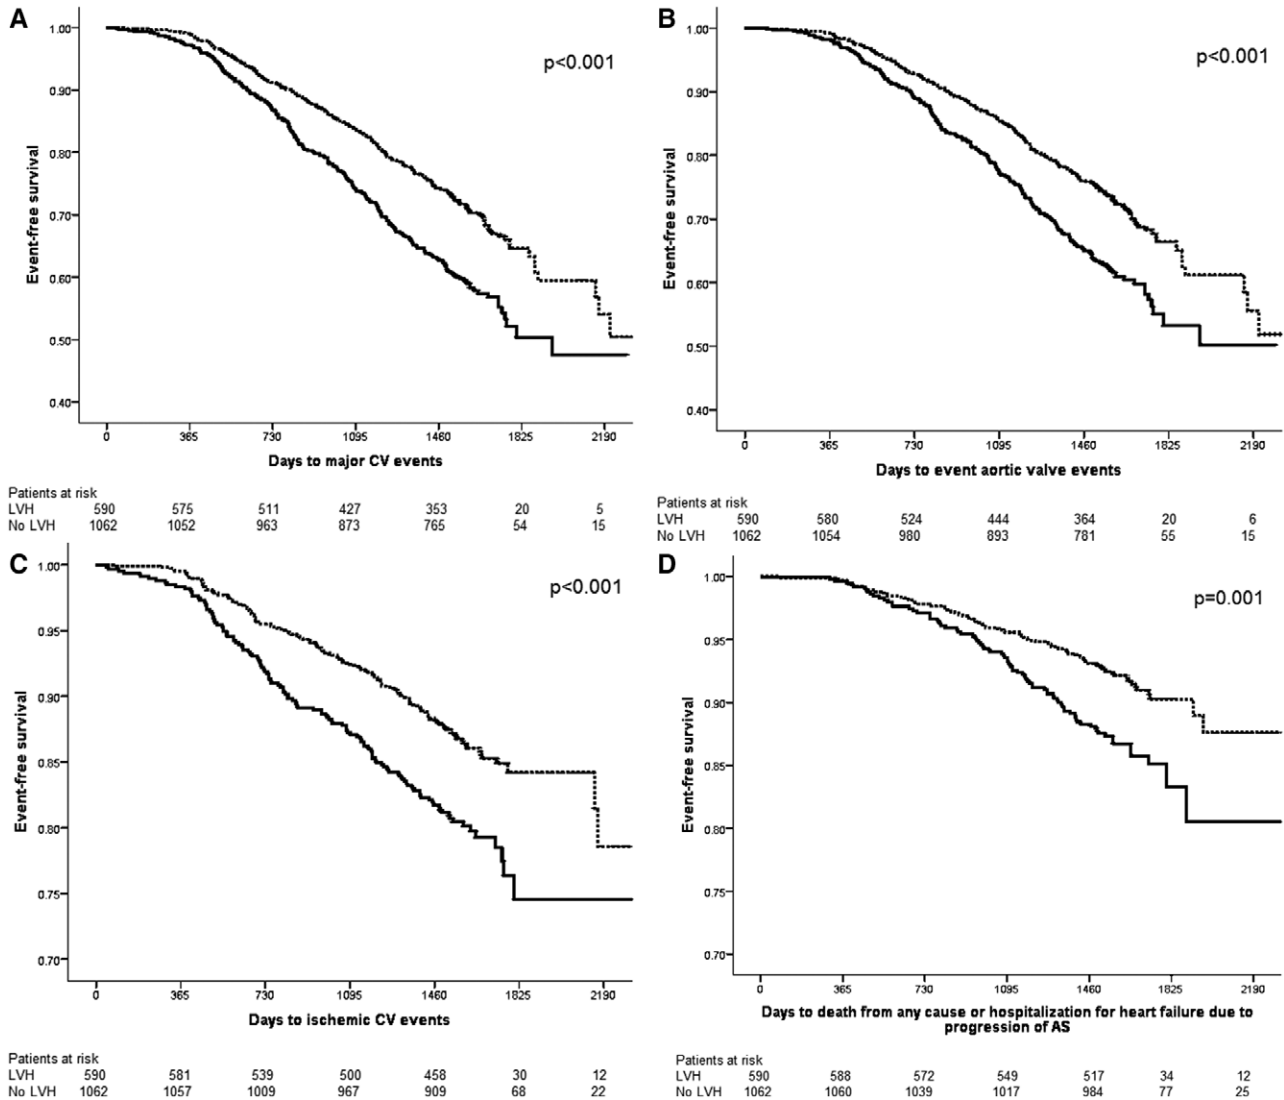 A
p<0.001
Event-free survival
1.00
0.90
0.80
0.70
0.60
0.50
0.40
0 365 730 1095 1460 1825 2190
Days to major CV events
Patients at risk
LVH 590 575 511 427 353 20 5
No LVH 1062 1052 963 873 765 54 15
B
p<0.001
Event-free survival
1.00
0.90
0.80
0.70
0.60
0.50
0.40
0 365 730 1095 1460 1825 2190
Days to event aortic valve events
Patients at risk
LVH 590 580 524 444 364 20 6
No LVH 1062 1054 980 893 781 55 15
C
p<0.001
Event-free survival
1.00
0.95
0.90
0.85
0.80
0.75
0.70
0 365 730 1095 1460 1825 2190
Days to ischemic CV events
Patients at risk
LVH 590 581 539 500 458 30 12
No LVH 1062 1057 1009 967 909 68 22
D
p=0.001
Event-free survival
1.00
0.95
0.90
0.85
0.80
0.75
0.70
0 365 730 1095 1460 1825 2190
Days to death from any cause or hospitalization for heart failure due to
progression of AS
Patients at risk
LVH 590 588 572 549 517 34 12
No LVH 1062 1060 1039 1017 984 77 25